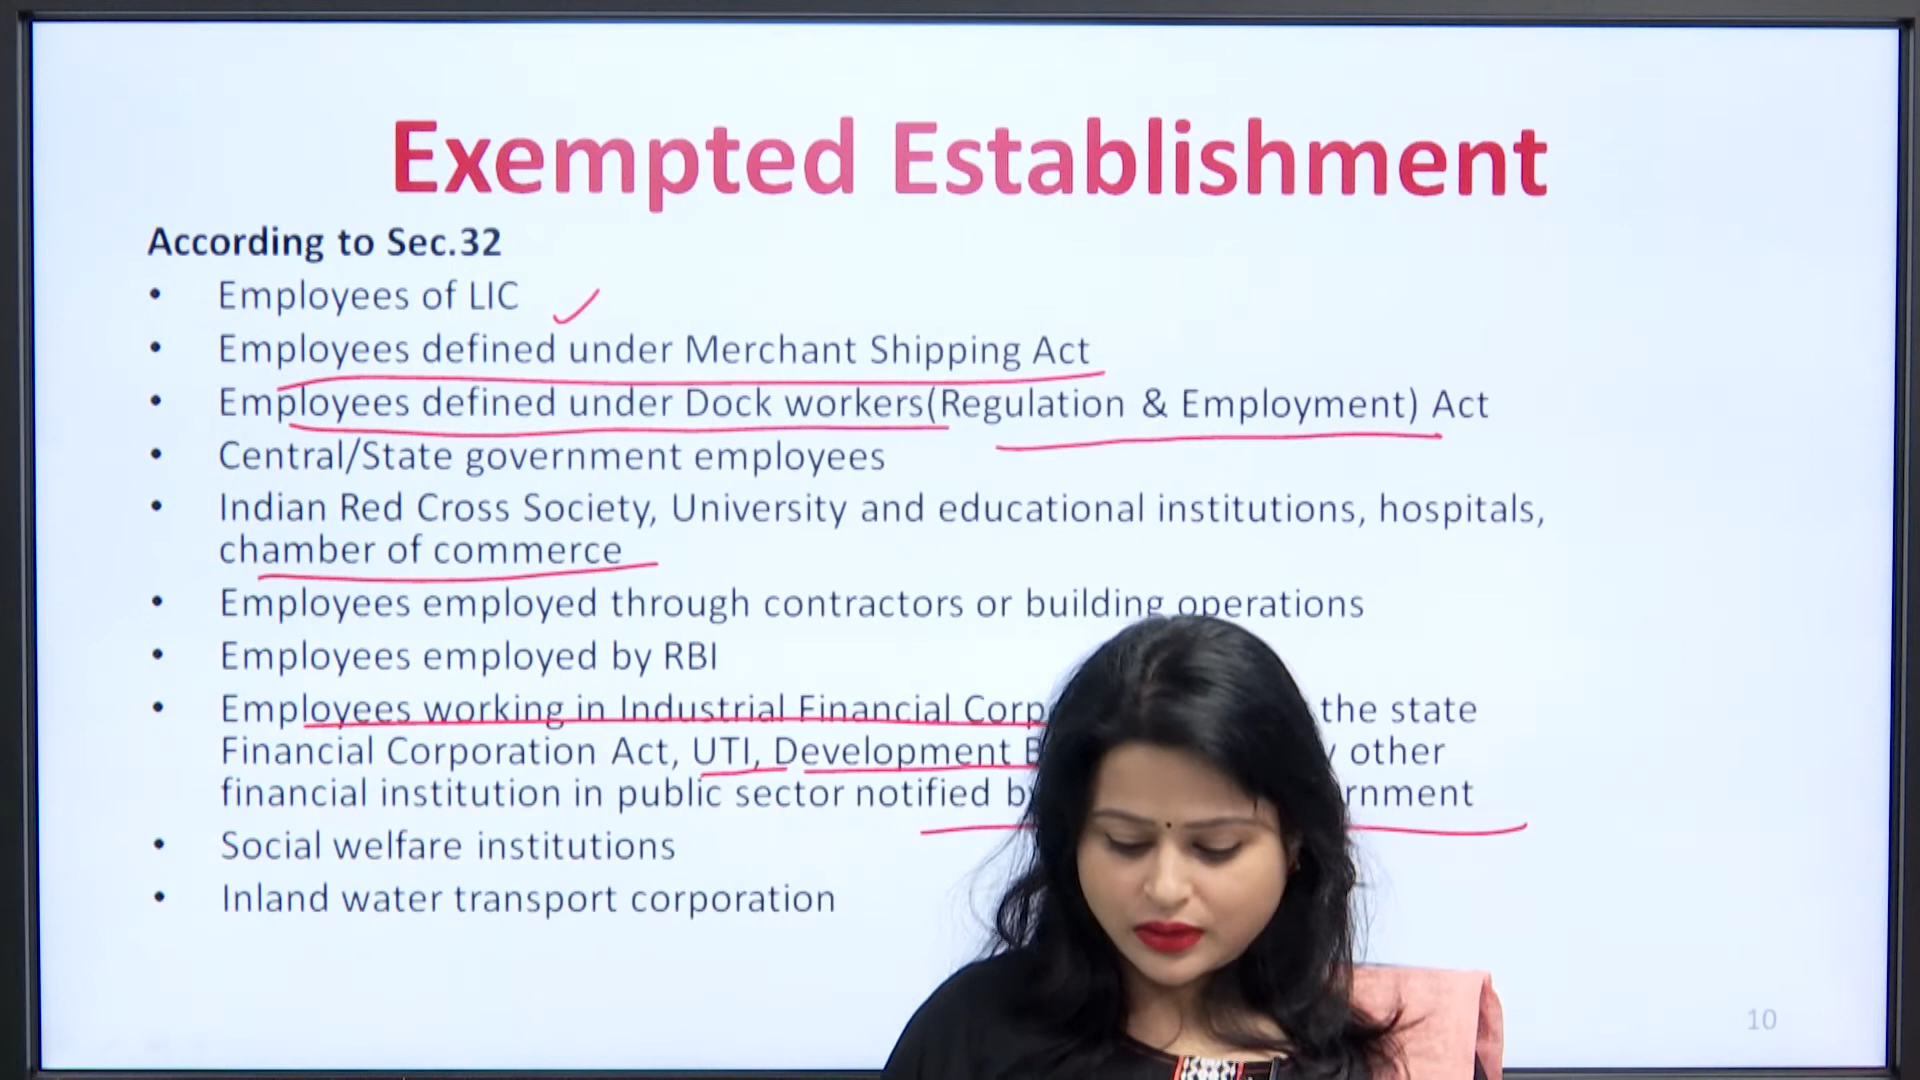 Exempted Establishment
According to Sec.32
• Employees of LIC
• Employees defined under Merchant Shipping Act
• Employees defined under Dock workers(Regulation & Employment) Act
• Central/State government employees
• Indian Red Cross Society, University and educational institutions, hospitals,
chamber of commerce
• Employees employed through contractors or building operations
• Employees employed by RBI
• Employees working in Industrial Financial the state
Financial Corporation Act, UTI, Development other
financial institution in public sector notified
• Social welfare institutions
• Inland water transport corporation
10